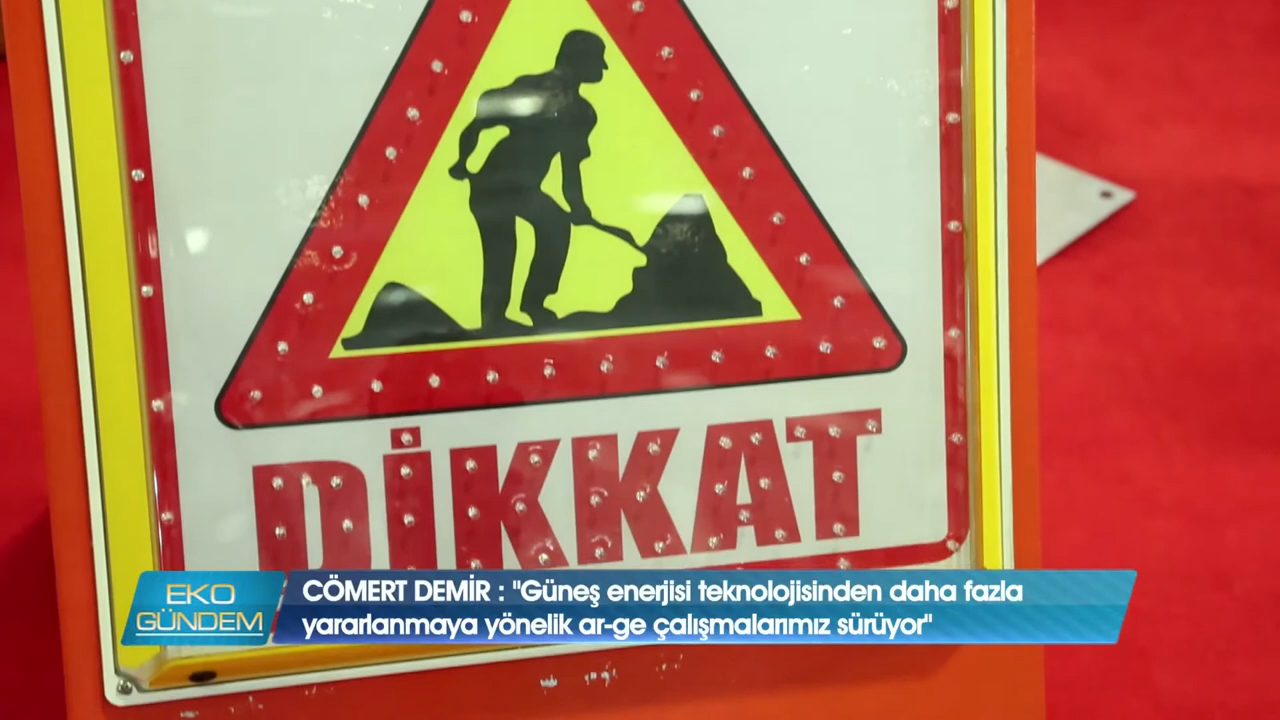 DİKKAT
EKO
GÜNDEM
CÖMERT DEMİR : "Güneş enerjisi teknolojisinden daha fazla
yararlanmaya yönelik ar-ge çalışmalarımız sürüyor"